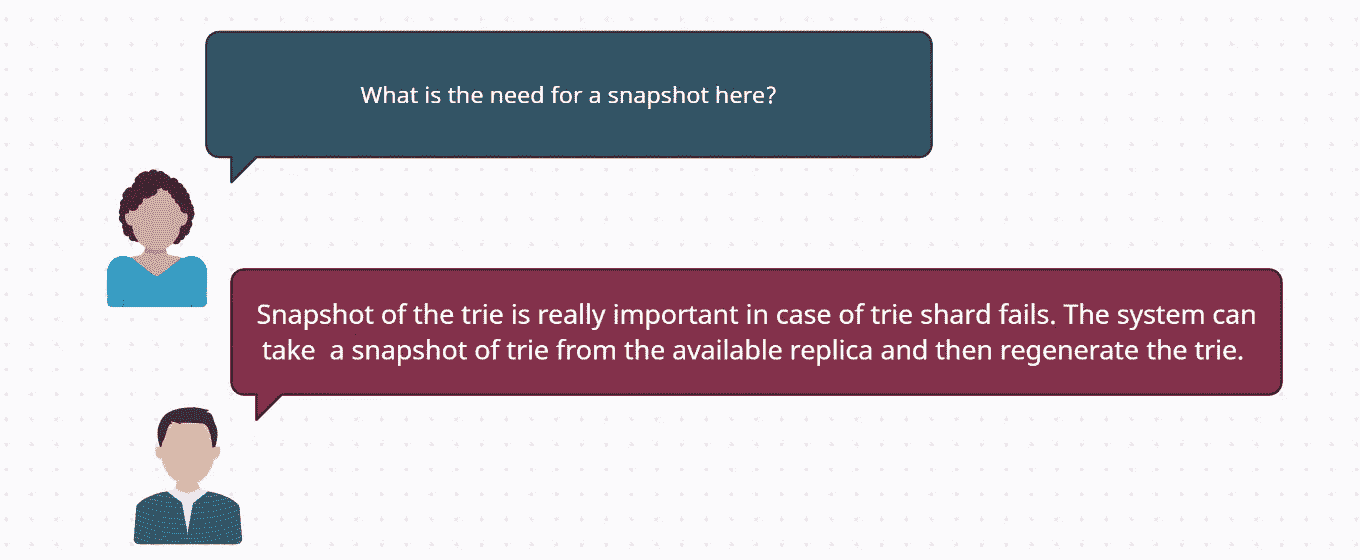 What is the need for a snapshot here?
Snapshot of the trie is really important in case of trie shard fails. The system can
take  a snapshot of trie from the available replica and then regenerate the trie.